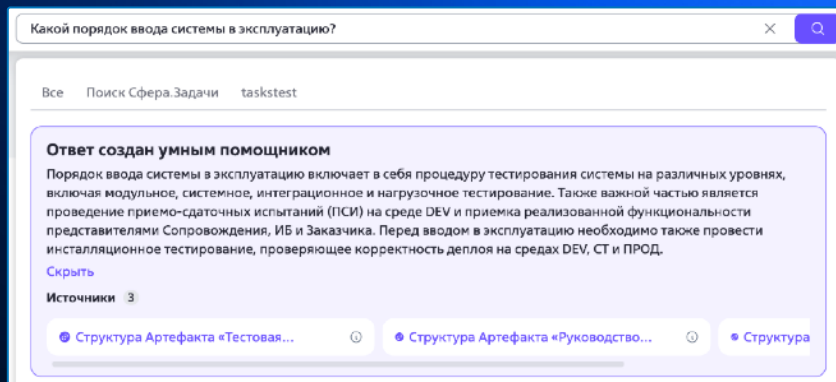 Какой порядок ввода системы в эксплуатацию?
Все Поиск Сфера.Задачи taskstest
Ответ создан умным помощником
Порядок ввода системы в эксплуатацию включает в себя процедуру тестирования системы на различных уровнях,
включая модульное, системное, интеграционное и нагрузочное тестирование. Также важной частью является
проведение приемо-сдаточных испытаний (ПСИ) на среде DEV и приемка реализованной функциональности
представителями Сопровождения, ИБ и Заказчика. Перед вводом в эксплуатацию необходимо также провести
инсталляционное тестирование, проверяющее корректность деплоя на средах DEV, СТ и ПРОД.
Скрыть
Источники 3
Структура Артефакта «Тестовая... Структура Артефакта «Руководство... Структура